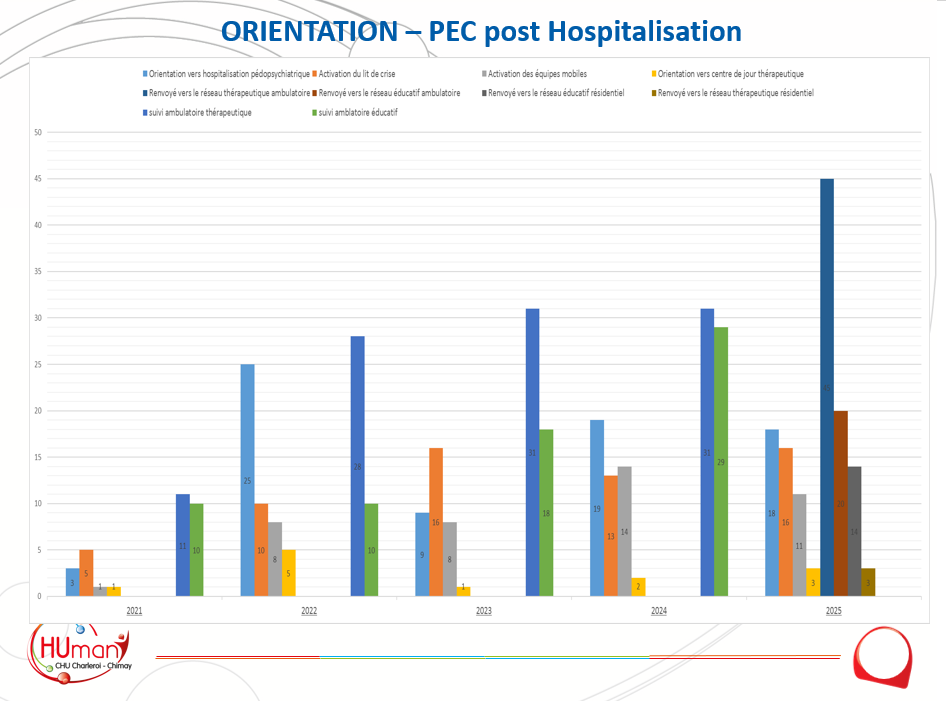 ORIENTATION – PEC post Hospitalisation
Orientation vers hospitalisation pédopsychiatrique Activation du lit de crise Activation des équipes mobiles Orientation vers centre de jour thérapeutique
Renvoyé vers le réseau thérapeutique ambulatoire Renvoyé vers le réseau éducatif ambulatoire Renvoyé vers le réseau éducatif résidentiel Renvoyé vers le réseau thérapeutique résidentiel
suivi ambulatoire thérapeutique suivi amblatoire éducatif
50
45
40
35
30
25
20
15
10
5
0
3 5 1 1 11 10
25 10 8 5 28 10
9 16 8 1 31 18
19 13 14 2 31 29
18 16 11 3 45 20 14 3
2021 2022 2023 2024 2025
HUmani
CHU Charleroi - Chimay